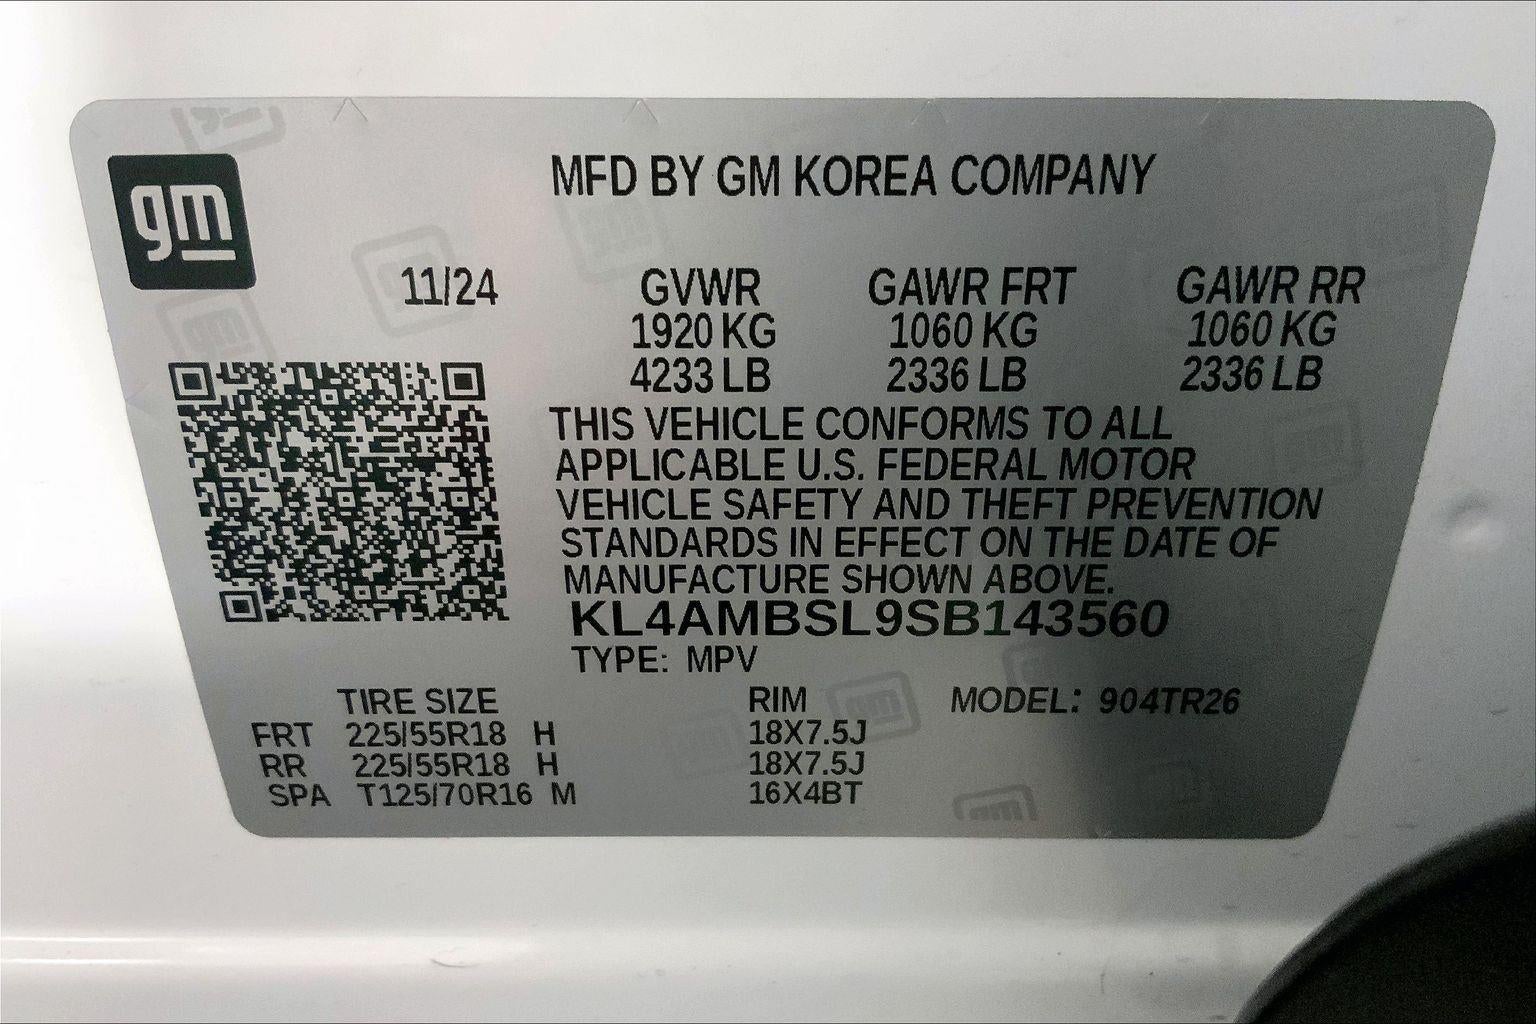 gm
MFD BY GM KOREA COMPANY
11/24 GVWR GAWR FRT GAWR RR
1920 KG 1060 KG 1060 KG
4233 LB 2336 LB 2336 LB
THIS VEHICLE CONFORMS TO ALL
APPLICABLE U.S. FEDERAL MOTOR
VEHICLE SAFETY AND THEFT PREVENTION
STANDARDS IN EFFECT ON THE DATE OF
MANUFACTURE SHOWN ABOVE.
KL4AMBSL9SB143560
TYPE: MPV
TIRE SIZE RIM MODEL: 904TR26
FRT 225/55R18 H 18X7.5J
RR 225/55R18 H 18X7.5J
SPA T125/70R16 M 16X4BT